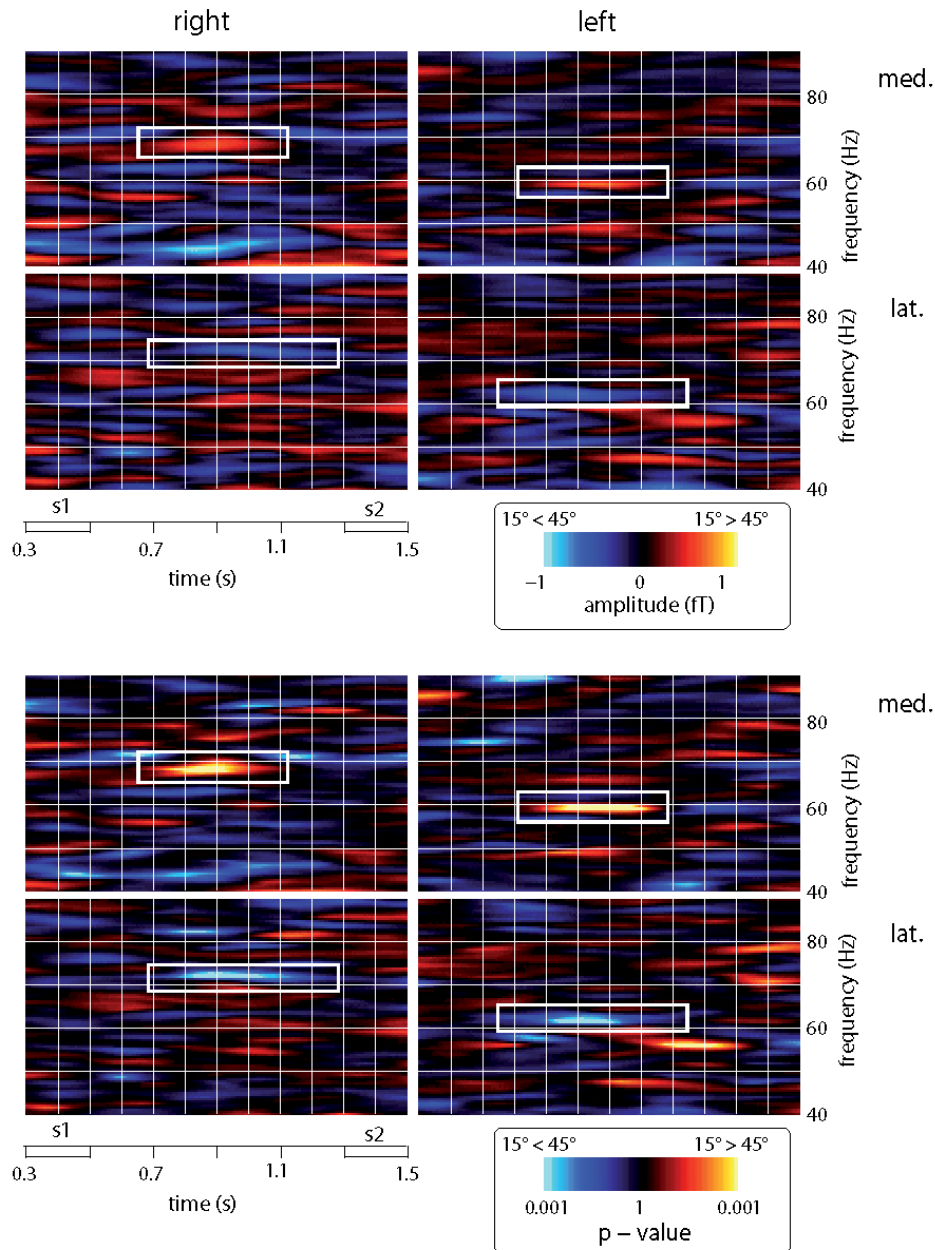 right left
med.
80
60
40
frequency (Hz)
lat.
80
60
40
frequency (Hz)
s1 s2
0.3 0.7 1.1 1.5
time (s)
15° < 45° 15° > 45°
−1 0 1
amplitude (fT)
med.
80
60
40
frequency (Hz)
lat.
80
60
40
frequency (Hz)
s1 s2
0.3 0.7 1.1 1.5
time (s)
15° < 45° 15° > 45°
0.001 1 0.001
p − value